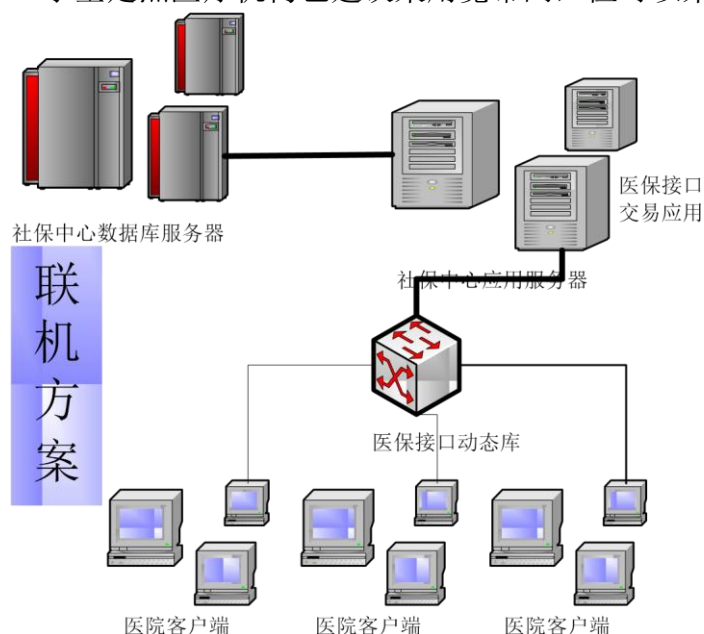 社保中心数据库服务器
医保接口
交易应用
社保中心应用服务器
联
机
方
案
医保接口动态库
医院客户端
医院客户端
医院客户端